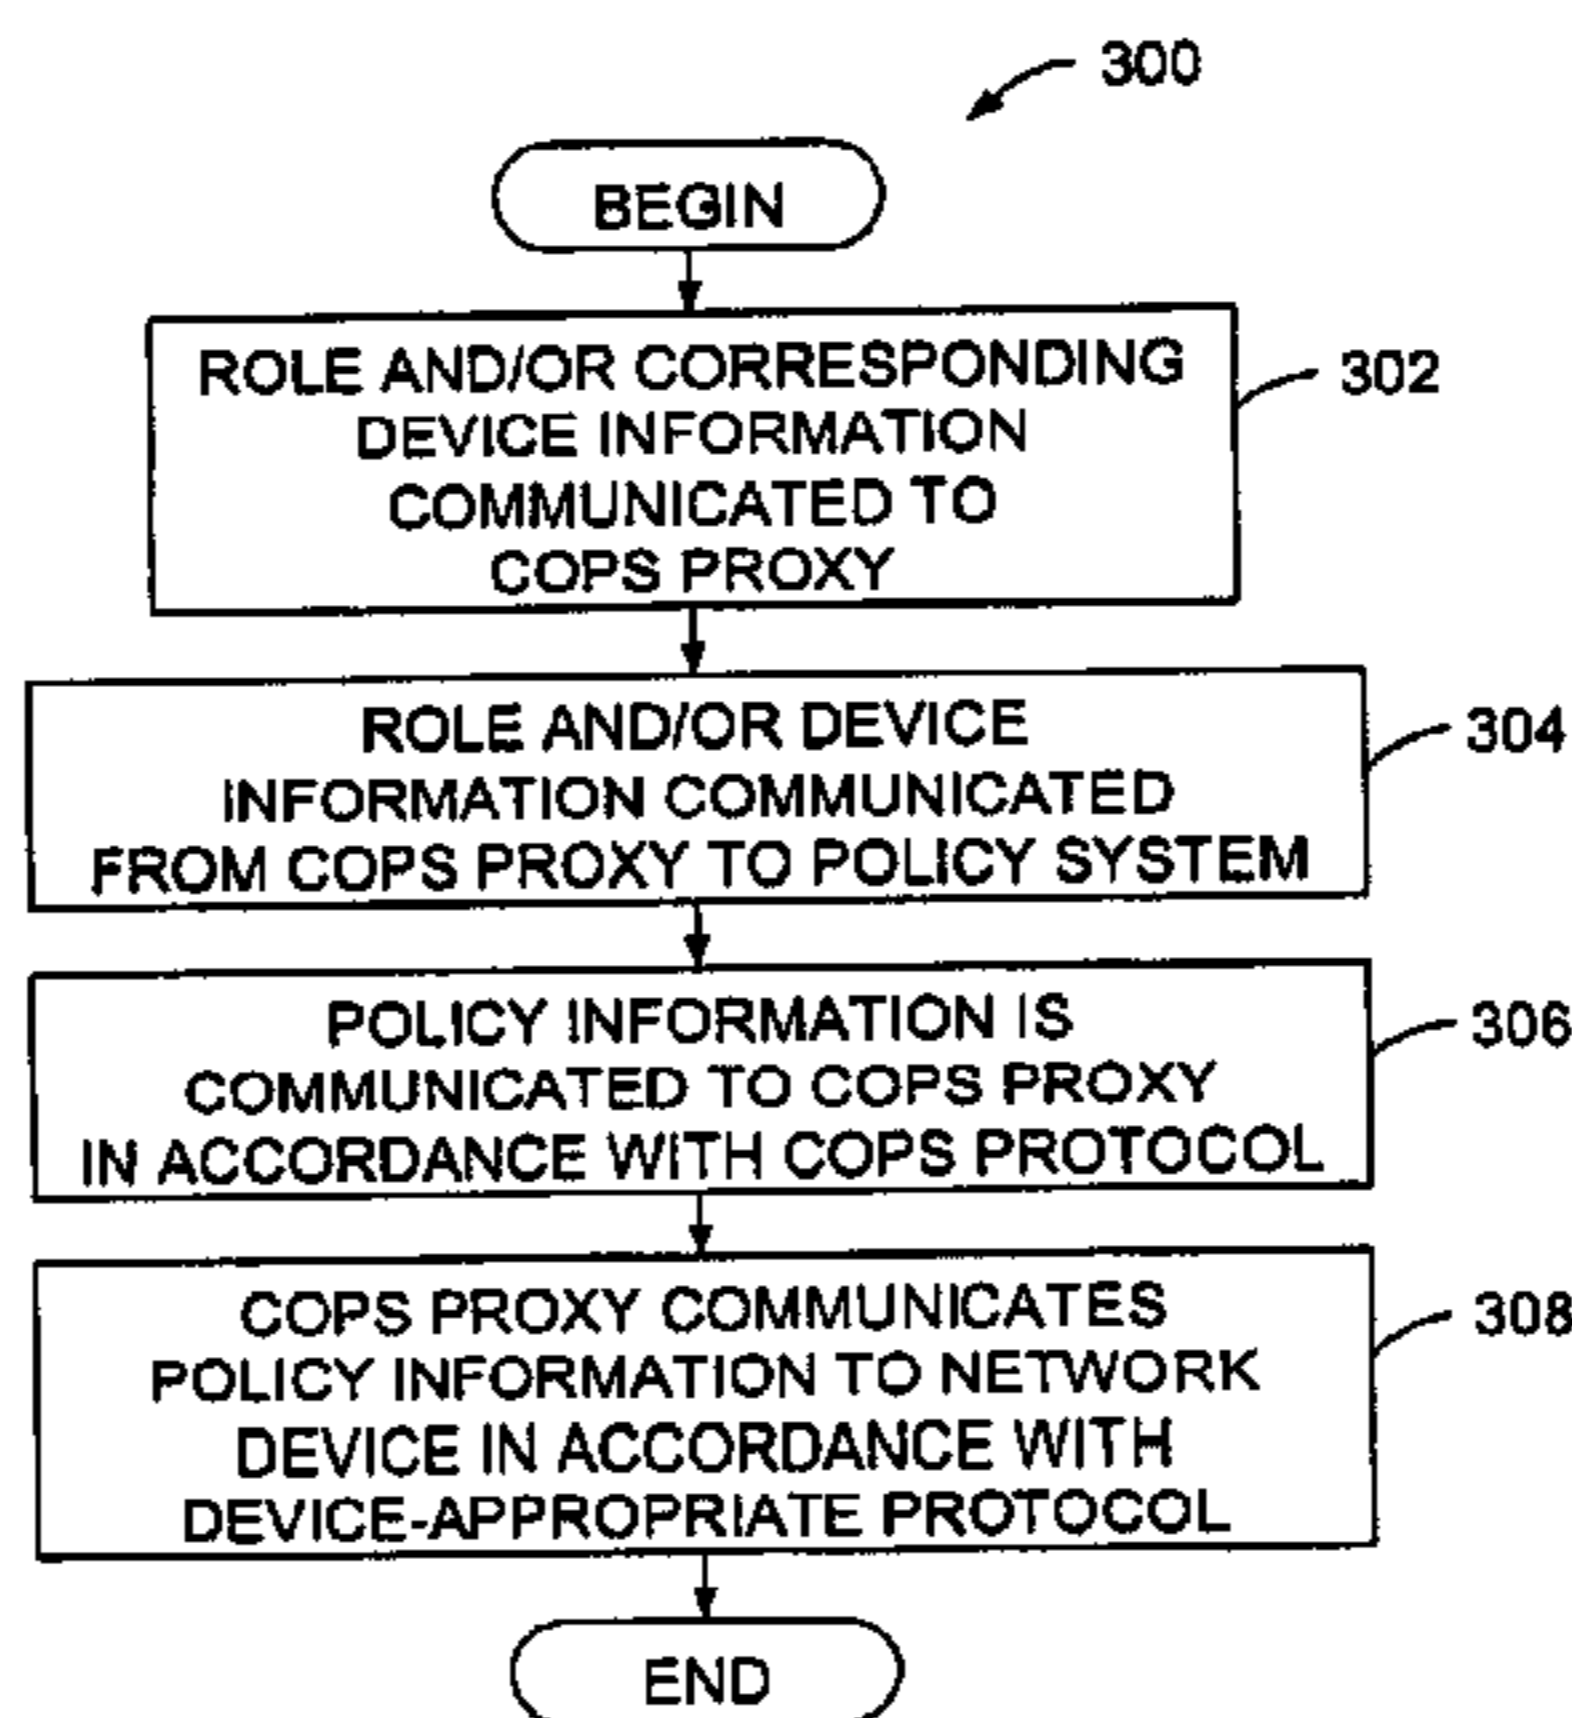 300
BEGIN
ROLE AND/OR CORRESPONDING
DEVICE INFORMATION
COMMUNICATED TO
COPS PROXY
302
ROLE AND/OR DEVICE
INFORMATION COMMUNICATED
FROM COPS PROXY TO POLICY SYSTEM
304
POLICY INFORMATION IS
COMMUNICATED TO COPS PROXY
IN ACCORDANCE WITH COPS PROTOCOL
306
COPS PROXY COMMUNICATES
POLICY INFORMATION TO NETWORK
DEVICE IN ACCORDANCE WITH
DEVICE-APPROPRIATE PROTOCOL
308
END